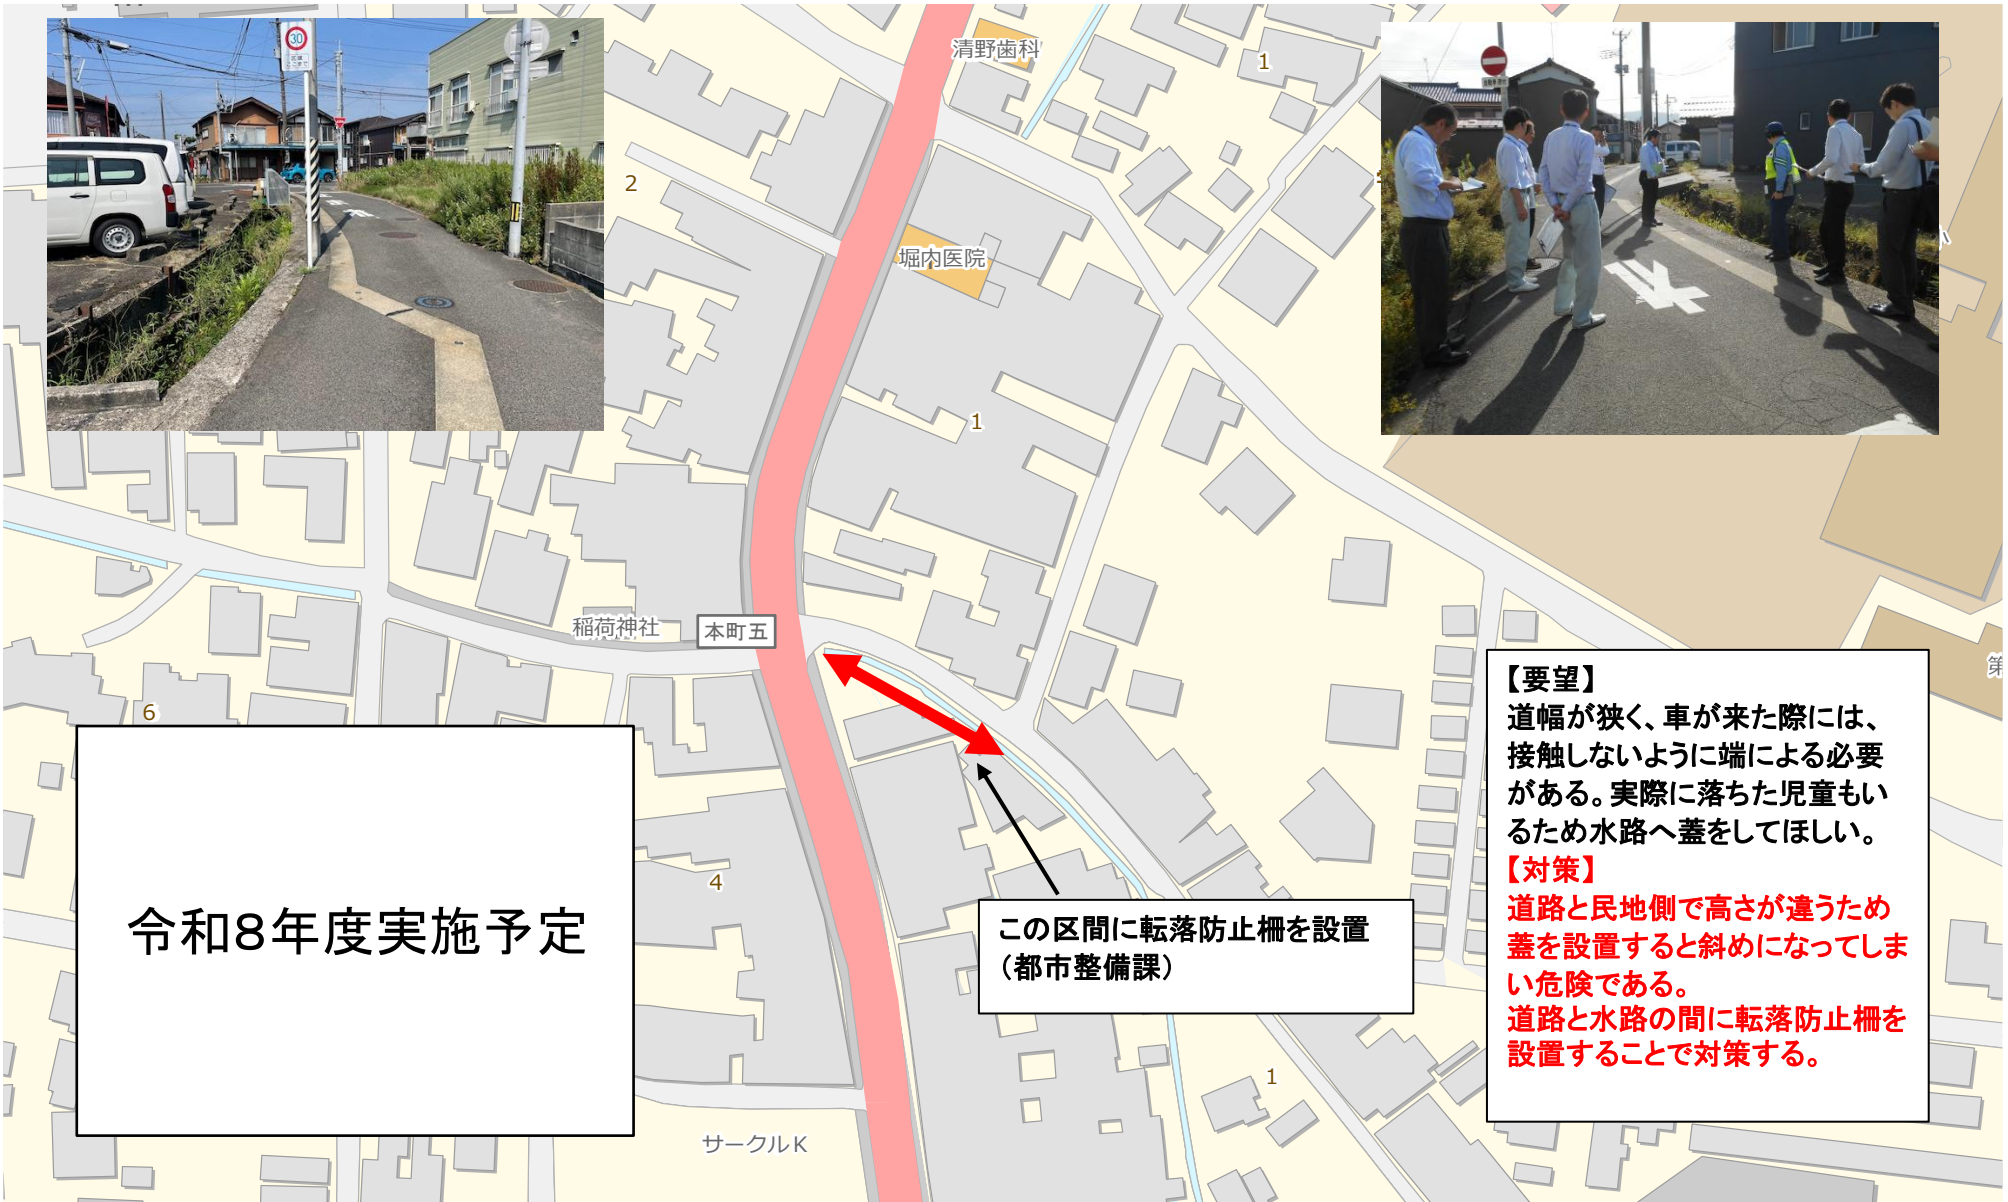 30
区域
ここまで
清野歯科
1
2
堀内医院
1
稲荷神社
本町五
6
第
【要望】
道幅が狭く、車が来た際には、
接触しないように端による必要
がある。実際に落ちた児童もい
るため水路へ蓋をしてほしい。
【対策】
道路と民地側で高さが違うため
蓋を設置すると斜めになってしま
い危険である。
道路と水路の間に転落防止柵を
設置することで対策する。
4
令和8年度実施予定
この区間に転落防止柵を設置
（都市整備課）
1
サークルK